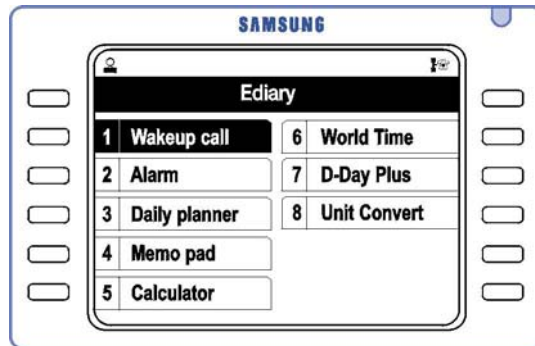 SAMSUNG
Ediary
1 Wakeup call
2 Alarm
3 Daily planner
4 Memo pad
5 Calculator
6 World Time
7 D-Day Plus
8 Unit Convert